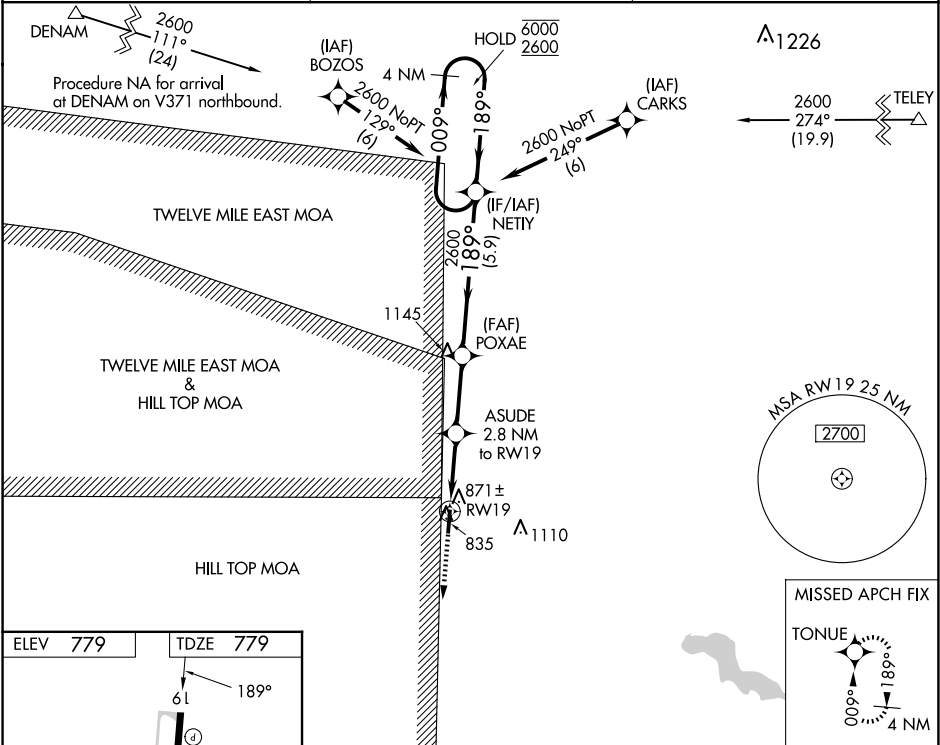 DENAM
2600
111°
(24)
Procedure NA for arrival
at DENAM on V371 northbound.
(IAF)
BOZOS
2600 NoPT
129°
(6)
4 NM
HOLD
6000
2600
009°
189°
1226
(IAF)
CARKS
2600 NoPT
249°
(6)
2600
274°
(19.9)
TELEY
(IF/IAF)
NETIY
2600
189°
(5.9)
TWELVE MILE EAST MOA
1145
(FAF)
POXAE
TWELVE MILE EAST MOA
&
HILL TOP MOA
ASUDE
2.8 NM
to RW19
MSA RW19 25 NM
2700
871±
RW19
835
1110
HILL TOP MOA
MISSED APCH FIX
TONUE
009°
189°
4 NM
ELEV 779
TDZE 779
189°
19
P